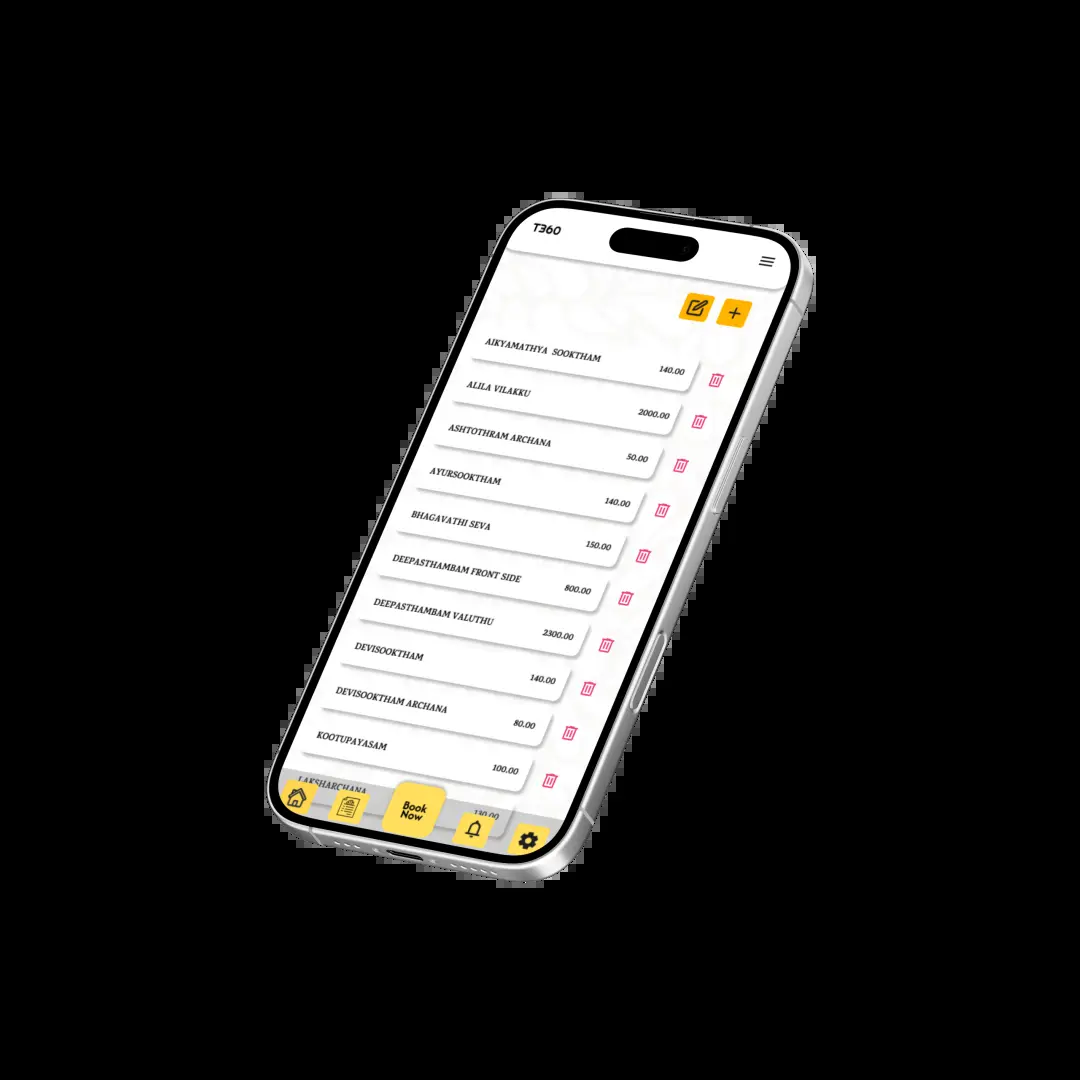 T360
AIKYAMATHYA SOOKTHAM 140.00
ALILA VILAKKU 2000.00
ASHTOTHRAM ARCHANA 50.00
AYURSOOKTHAM 140.00
BHAGAVATHI SEVA 150.00
DEEPASTHAMBAM FRONT SIDE 800.00
DEEPASTHAMBAM VALUTHU 2300.00
DEVISOOKTHAM 140.00
DEVISOOKTHAM ARCHANA 80.00
KOOTUPAYASAM 100.00
LAKSHARCHANA 130.00
Book
Now